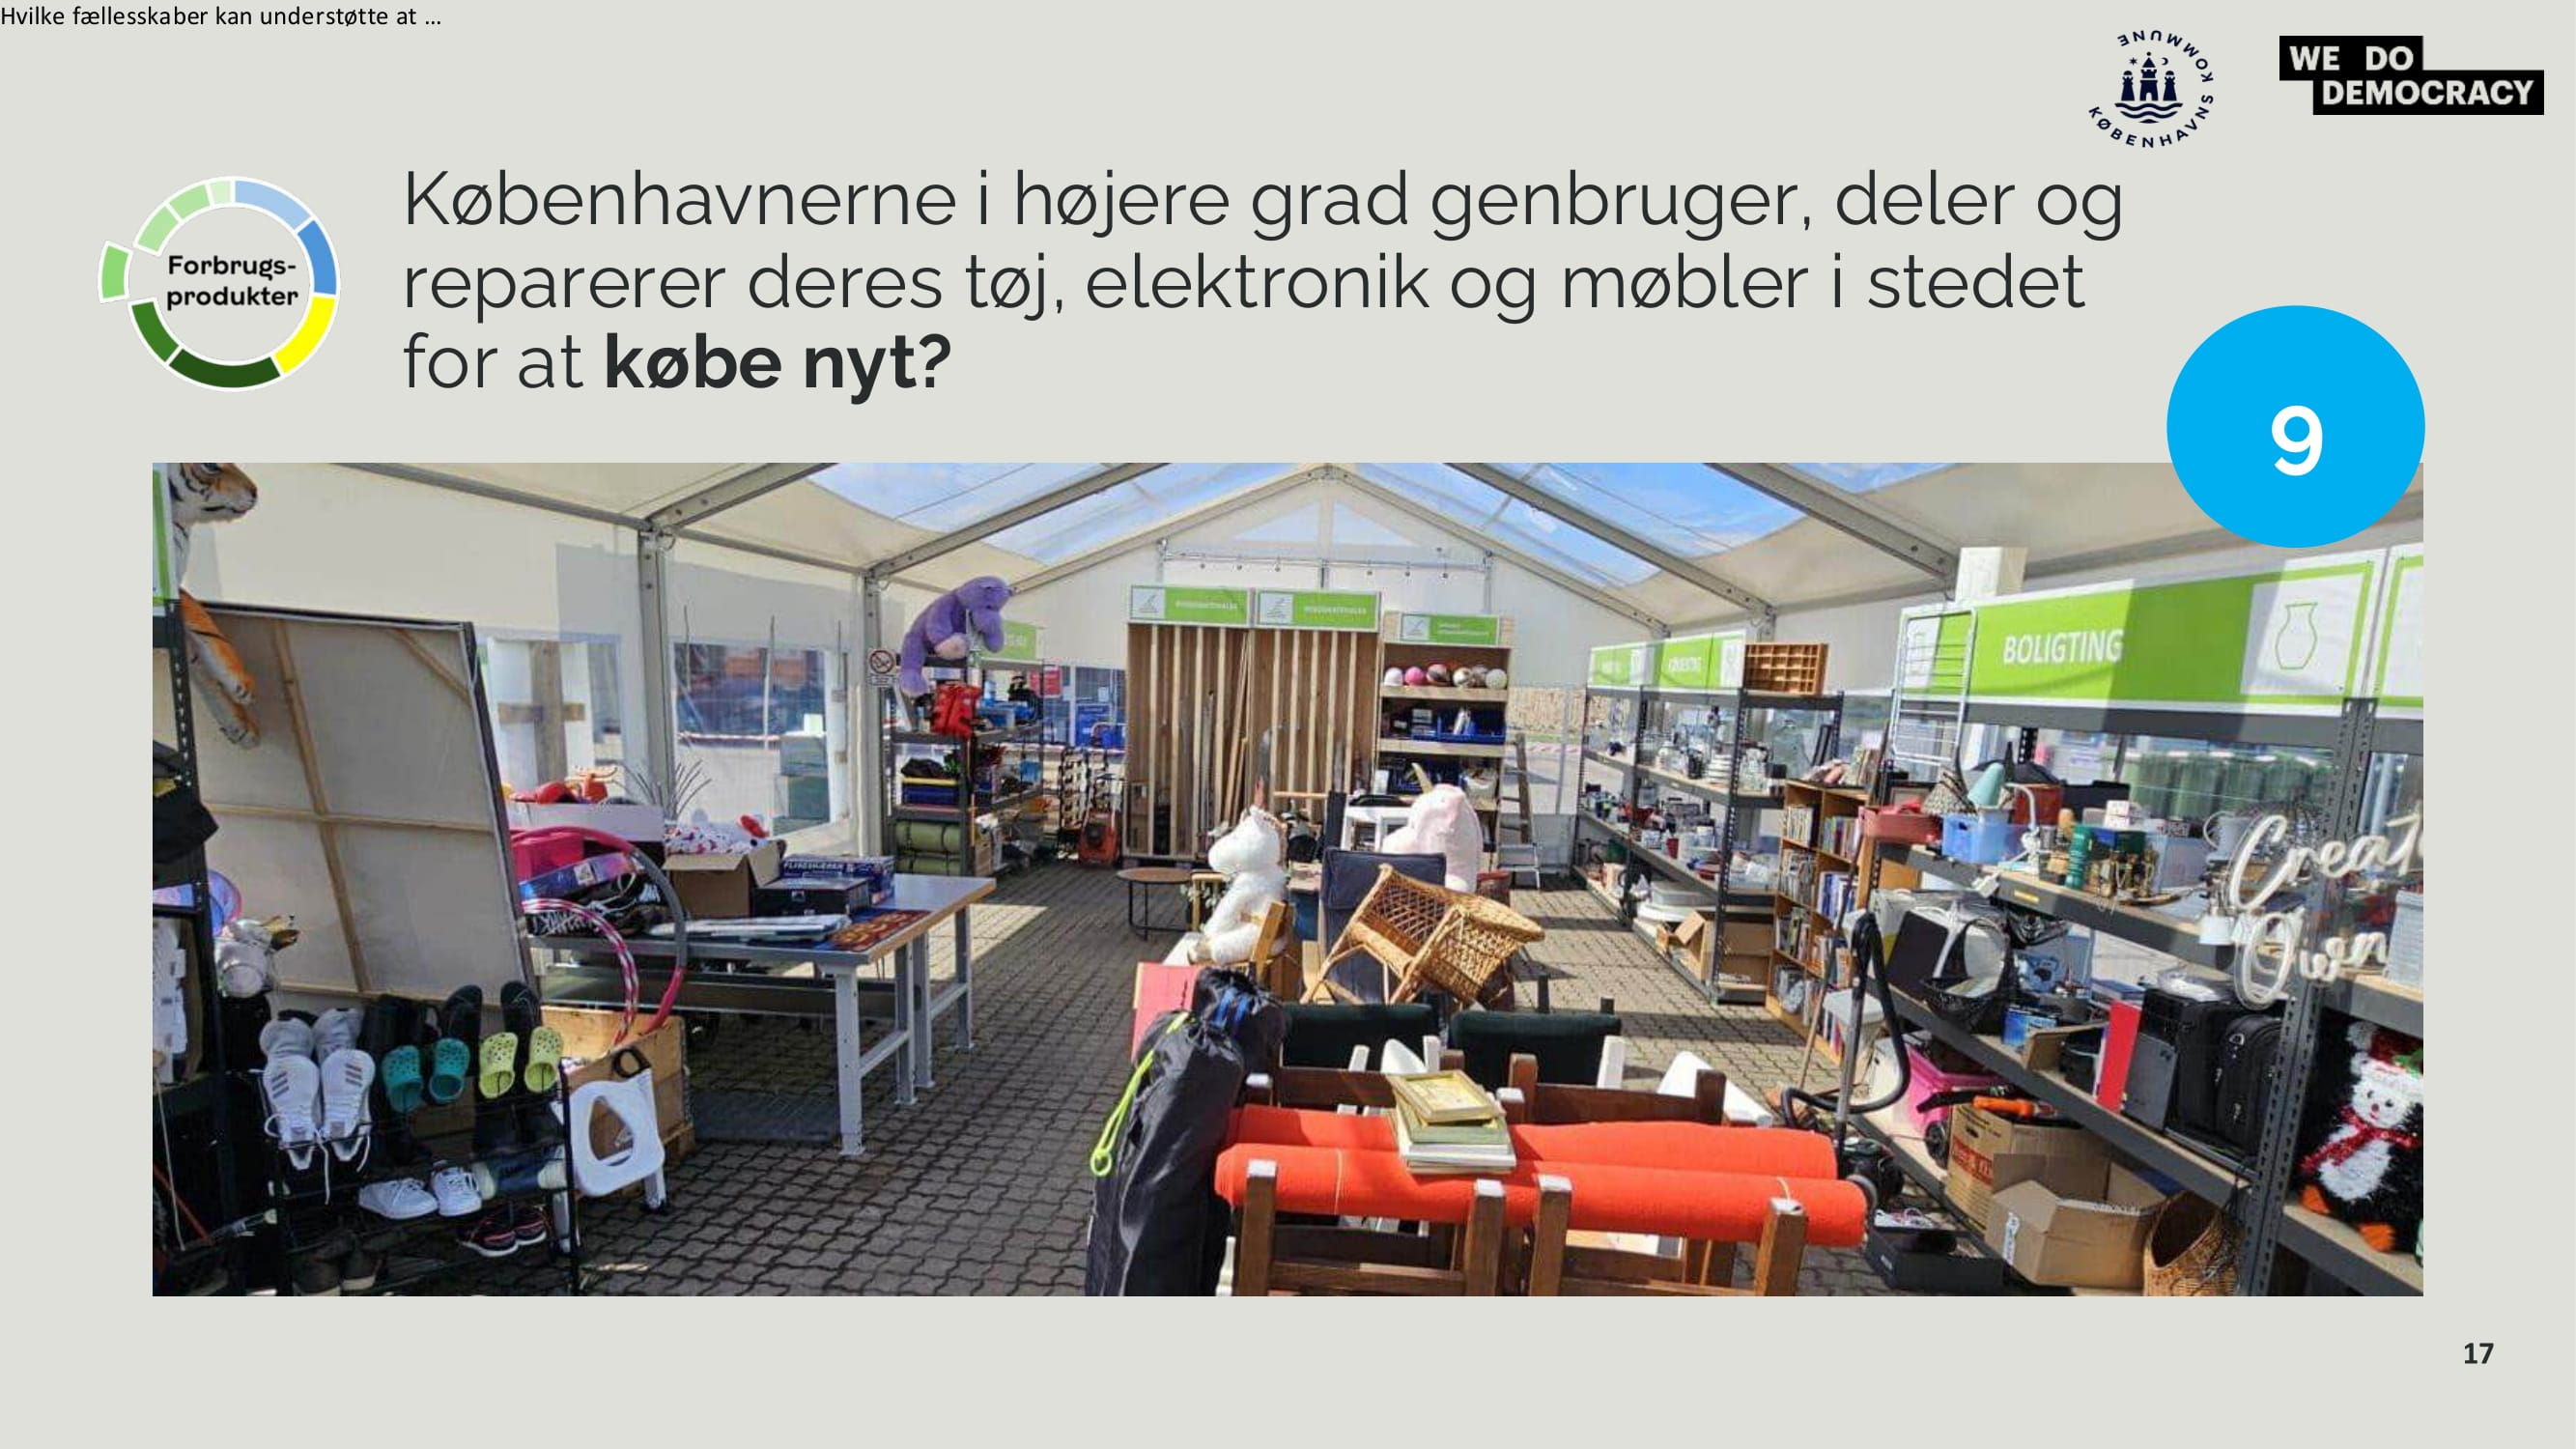 Hvilke fællesskaber kan understøtte at ...
KØBENHAVNS KOMMUNE
WE DO
DEMOCRACY
Københavnerne i højere grad genbruger, deler og
reparerer deres tøj, elektronik og møbler i stedet
for at købe nyt?
Forbrugs-
produkter
9
BOLIGTING
Own
17